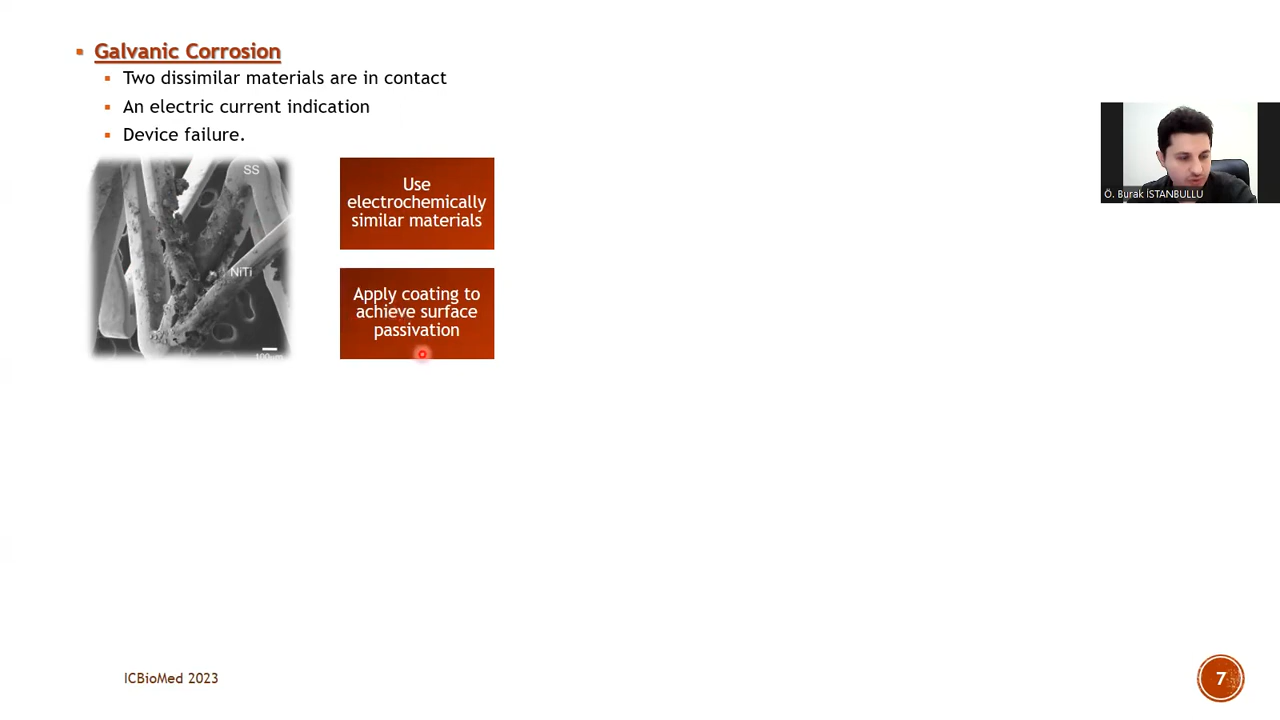 Galvanic Corrosion
Two dissimilar materials are in contact
An electric current indication
Device failure.
SS
NiTi
100µm
Use
electrochemically
similar materials
Apply coating to
achieve surface
passivation
Ö. Burak İSTANBULLU
ICBioMed 2023
7